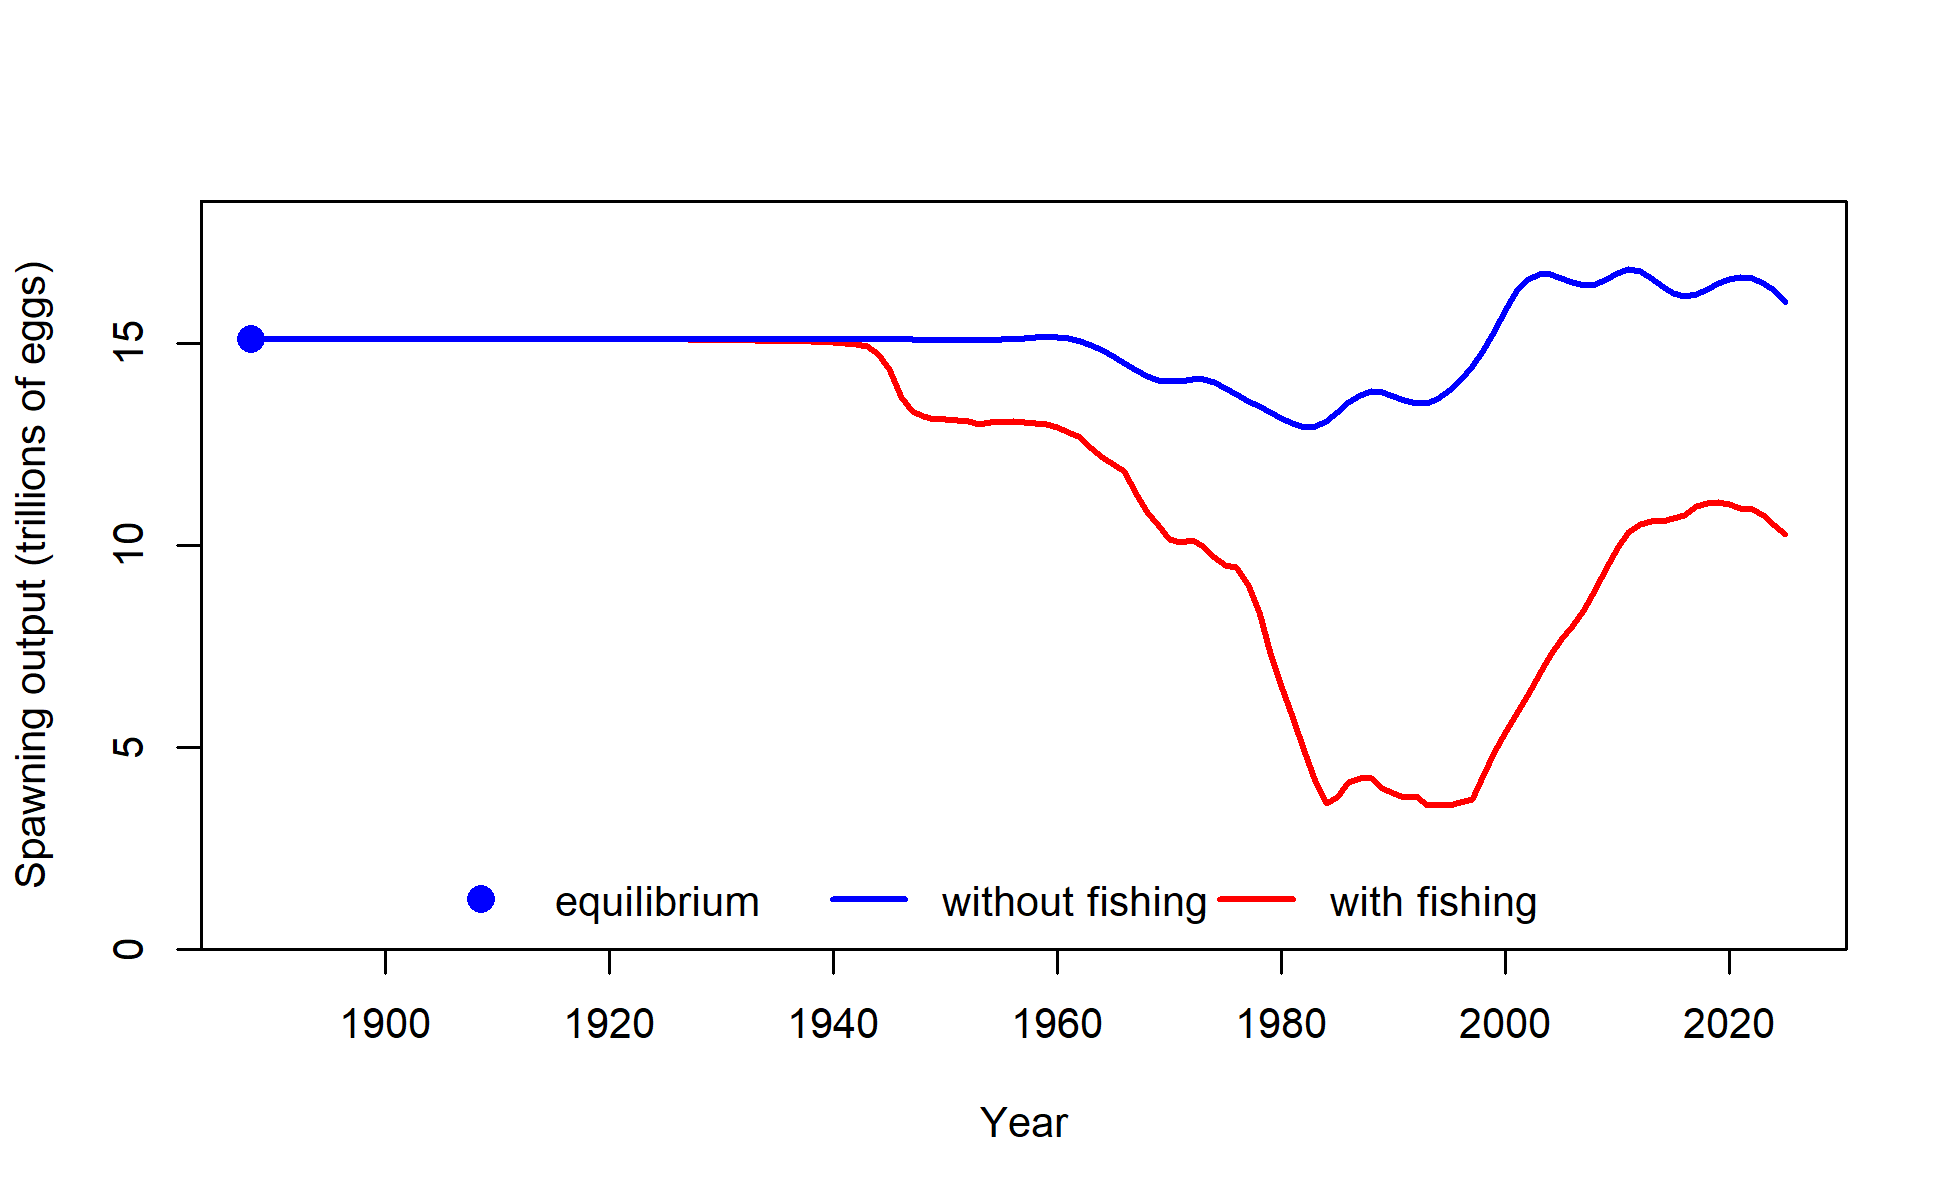 Spawning output (trillions of eggs)
15
10
5
0
equilibrium without fishing with fishing
1900 1920 1940 1960 1980 2000 2020
Year